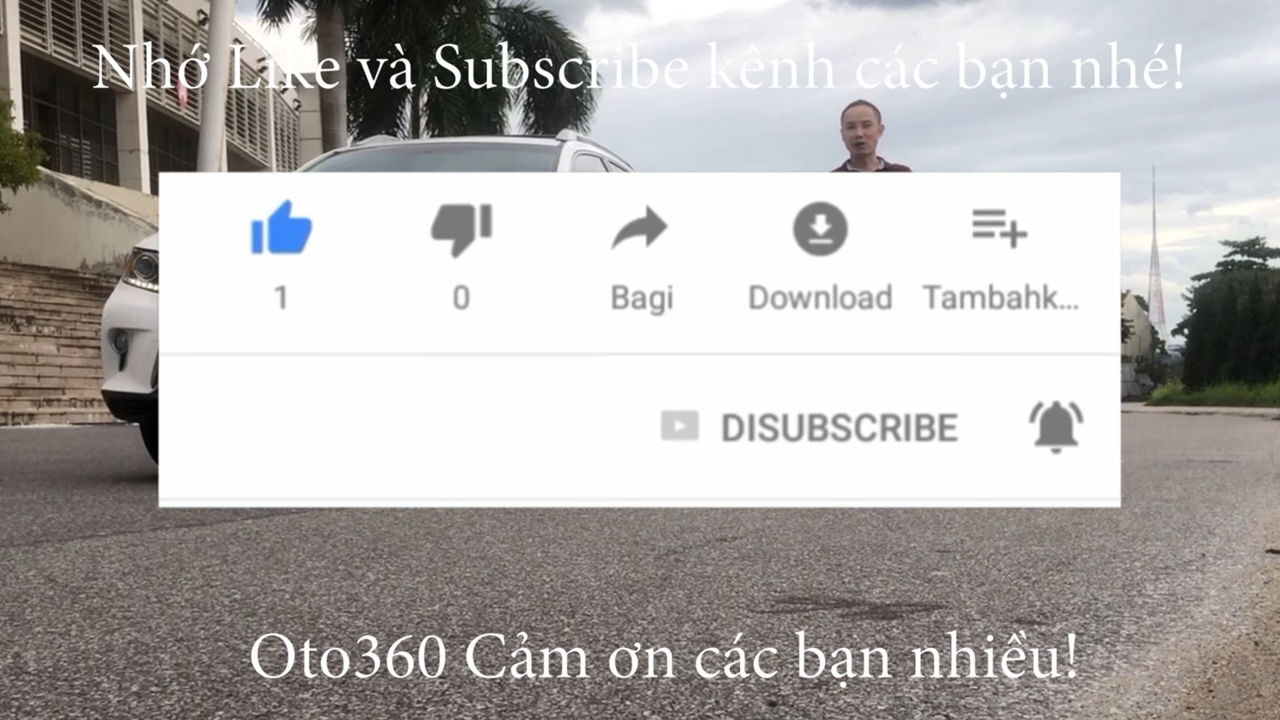 Nhớ Like và Subscribe kênh các bạn nhé!
1 0 Bagi Download Tambahk...
DISUBSCRIBE
Oto360 Cảm ơn các bạn nhiều!